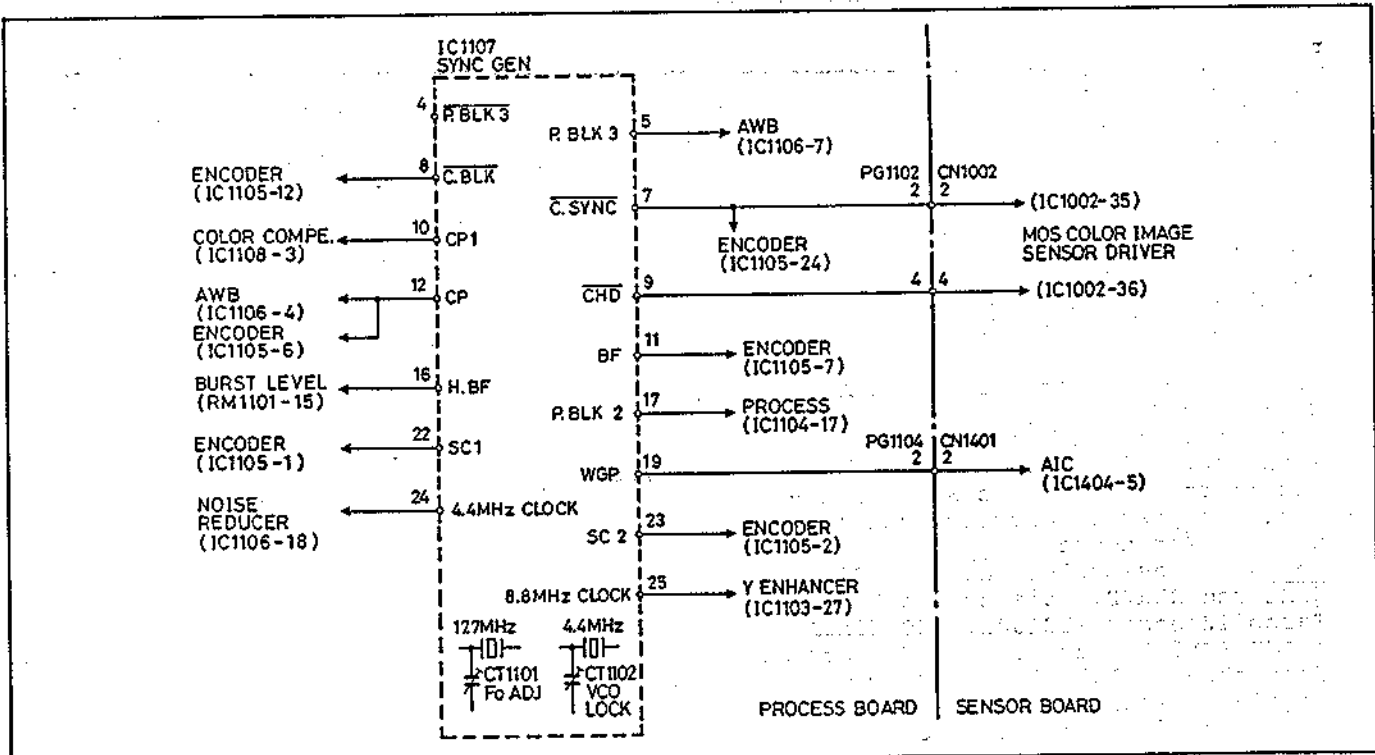 IC1107
SYNC GEN
4
P.BLK 3
P.BLK 3
5
AWB
(IC1106-7)
ENCODER
(IC1105-12)
8
C.BLK
C.SYNC
7
ENCODER
(IC1105-24)
PG1102
2
CN1002
2
(IC1002-35)
MOS COLOR IMAGE
SENSOR DRIVER
COLOR COMPE.
(IC1108-3)
10
CP1
AWB
(IC1106-4)
ENCODER
(IC1105-6)
12
CP
CHD
9
4
4
(IC1002-36)
BF
11
ENCODER
(IC1105-7)
BURST LEVEL
(RM1101-15)
16
H.BF
P.BLK 2
17
PROCESS
(IC1104-17)
ENCODER
(IC1105-1)
22
SC1
WGP
19
PG1104
2
CN1401
2
AIC
(IC1404-5)
NOISE
REDUCER
(IC1106-18)
24
4.4MHz CLOCK
SC 2
23
ENCODER
(IC1105-2)
8.8MHz CLOCK
25
Y ENHANCER
(IC1103-27)
127MHz
CT1101
Fo ADJ
4.4MHz
CT1102
VCO
LOCK
PROCESS BOARD
SENSOR BOARD